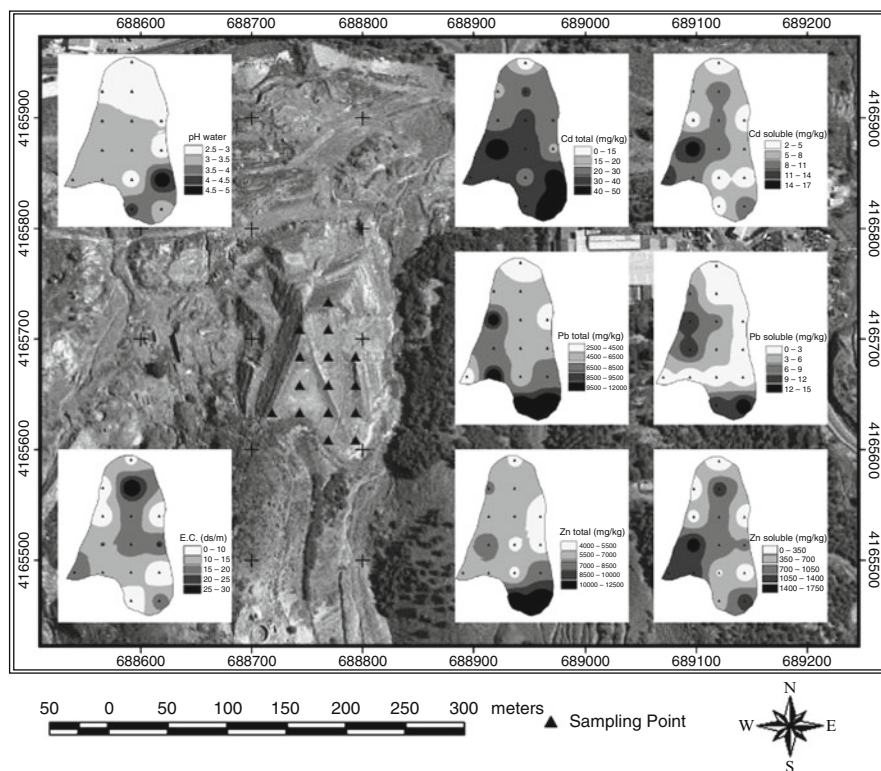 688600 688700 688800 688900 689000 689100 689200
4165900
4165800
4165700
4165600
4165500
pH water
2.5 – 3
3 – 3.5
3.5 – 4
4 – 4.5
4.5 – 5
Cd total (mg/kg)
0 – 15
15 – 20
20 – 30
30 – 40
40 – 50
Cd soluble (mg/kg)
2 – 5
5 – 8
8 – 11
11 – 14
14 – 17
4165900
4165800
4165700
4165600
4165500
Pb total (mg/kg)
2500 – 4500
4500 – 6500
6500 – 8500
8500 – 9500
9500 – 12000
Pb soluble (mg/kg)
0 – 3
3 – 6
6 – 9
9 – 12
12 – 15
E.C. (ds/m)
0 – 10
10 – 15
15 – 20
20 – 25
25 – 30
Zn total (mg/kg)
4000 – 5500
5500 – 7000
7000 – 8500
8500 – 10000
10000 – 12500
Zn soluble (mg/kg)
0 – 350
350 – 700
700 – 1050
1050 – 1400
1400 – 1750
688600 688700 688800 688900 689000 689100 689200
50 0 50 100 150 200 250 300 meters
Sampling Point
N
W E
S